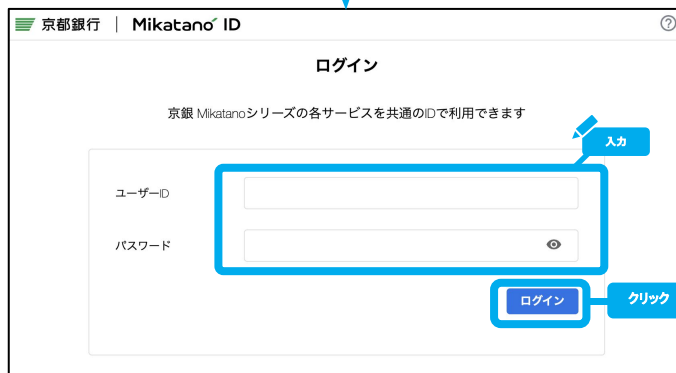 京都銀行 | Mikatano ID
ログイン
京銀 Mikatanoシリーズの各サービスを共通のIDで利用できます
入力
ユーザーID
パスワード
ログイン
クリック